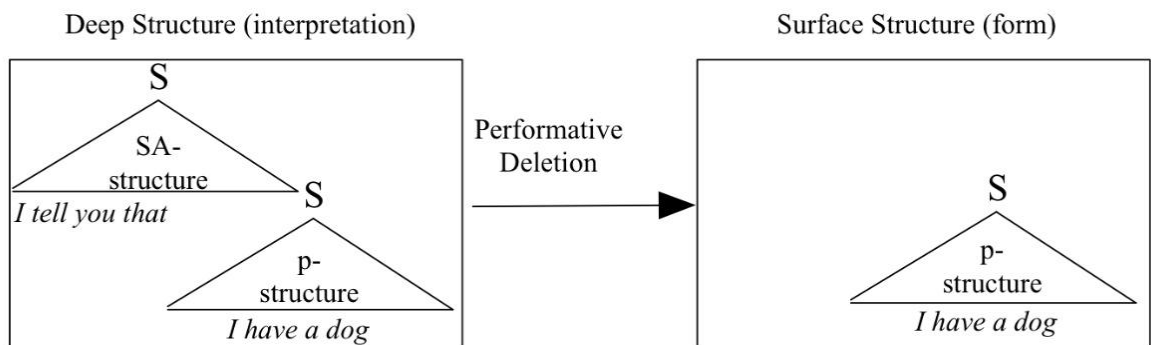 Deep Structure (interpretation)
Surface Structure (form)
S
SA-
structure
I tell you that
S
p-
structure
I have a dog
Performative
Deletion
S
p-
structure
I have a dog